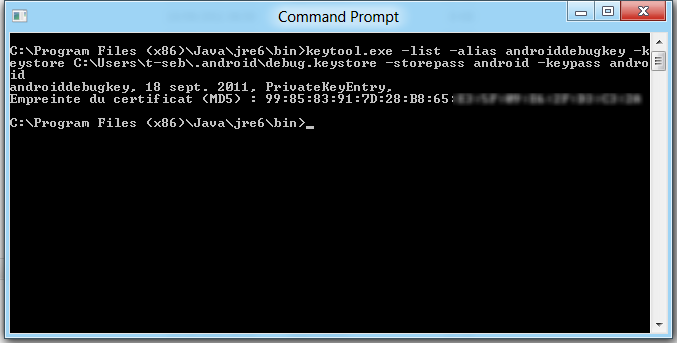 Command Prompt
C:\Program Files (x86)\Java\jre6\bin>keytool.exe -list -alias androiddebugkey -k
eystore C:\Users\t-seb\.android\debug.keystore -storepass android -keypass andro
id
androiddebugkey, 18 sept. 2011, PrivateKeyEntry,
Empreinte du certificat (MD5) : 99:85:83:91:7D:28:B8:65:
C:\Program Files (x86)\Java\jre6\bin>_